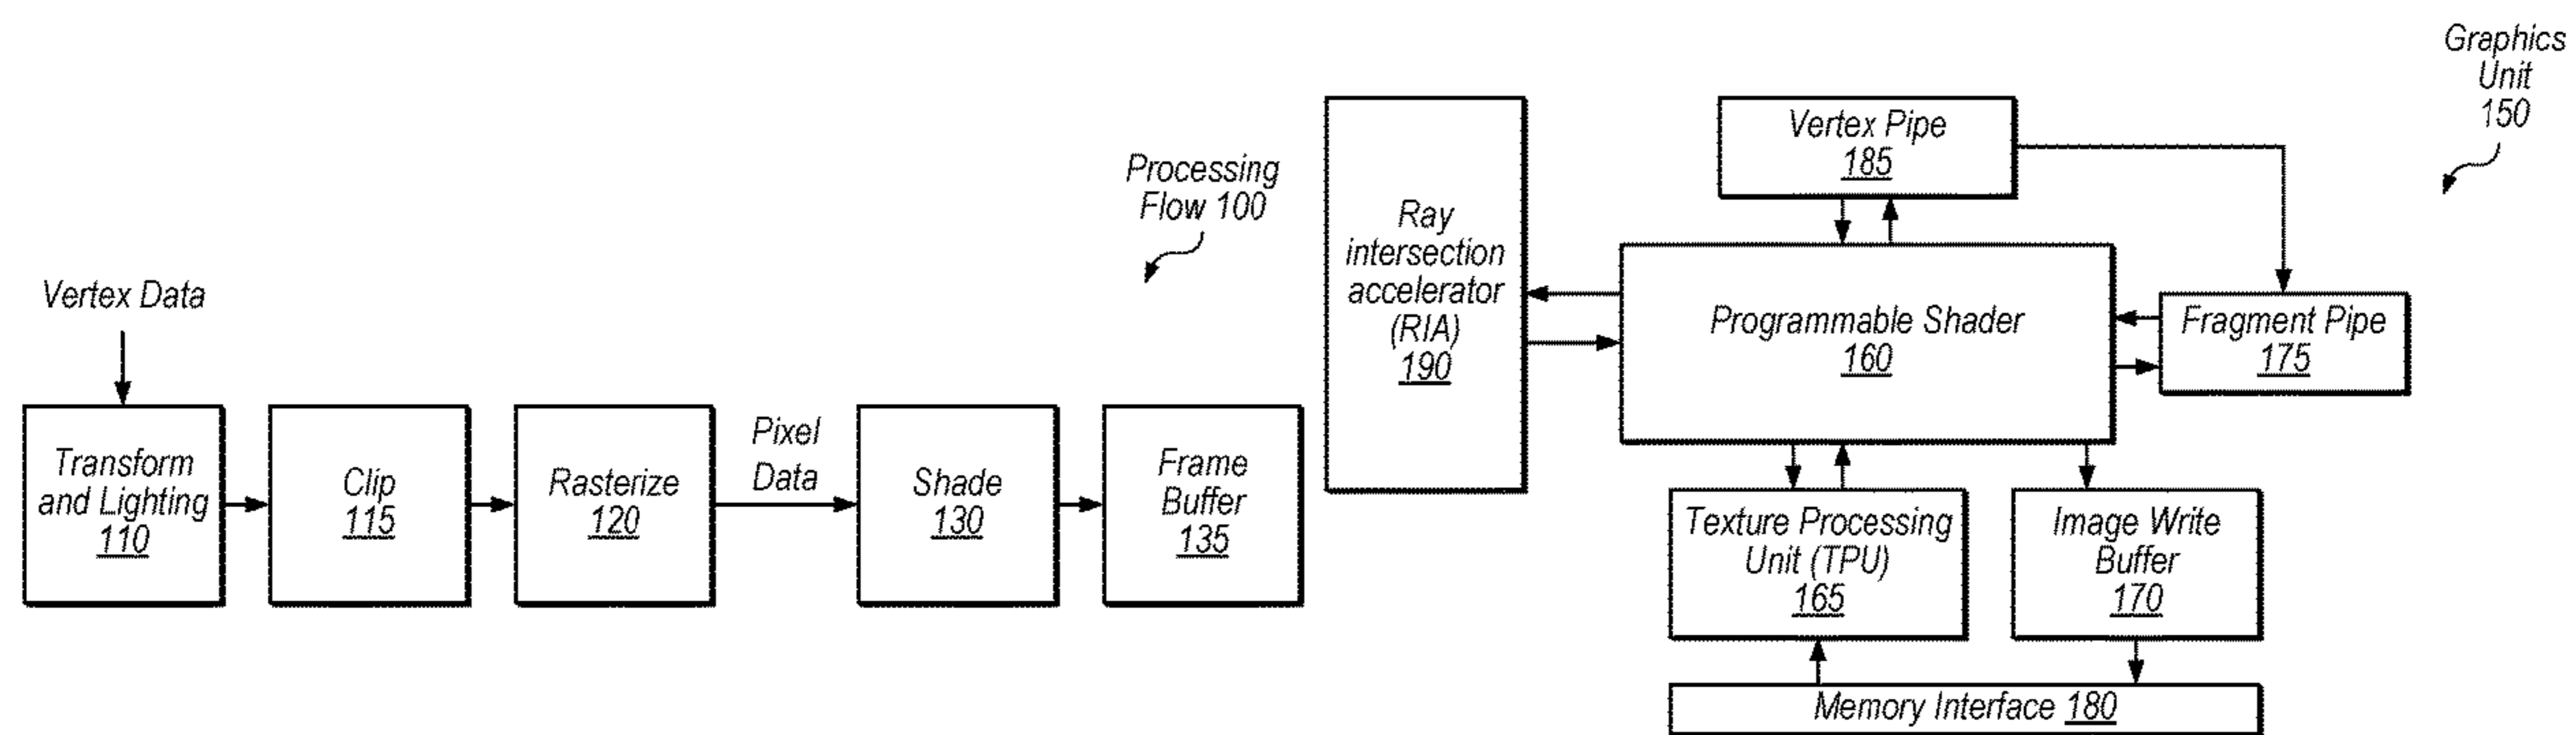 Processing
Flow 100
Vertex Data
Transform
and Lighting
110
Clip
115
Rasterize
120
Pixel
Data
Shade
130
Frame
Buffer
135
Graphics
Unit
150
Ray
intersection
accelerator
(RIA)
190
Vertex Pipe
185
Programmable Shader
160
Fragment Pipe
175
Texture Processing
Unit (TPU)
165
Image Write
Buffer
170
Memory Interface 180